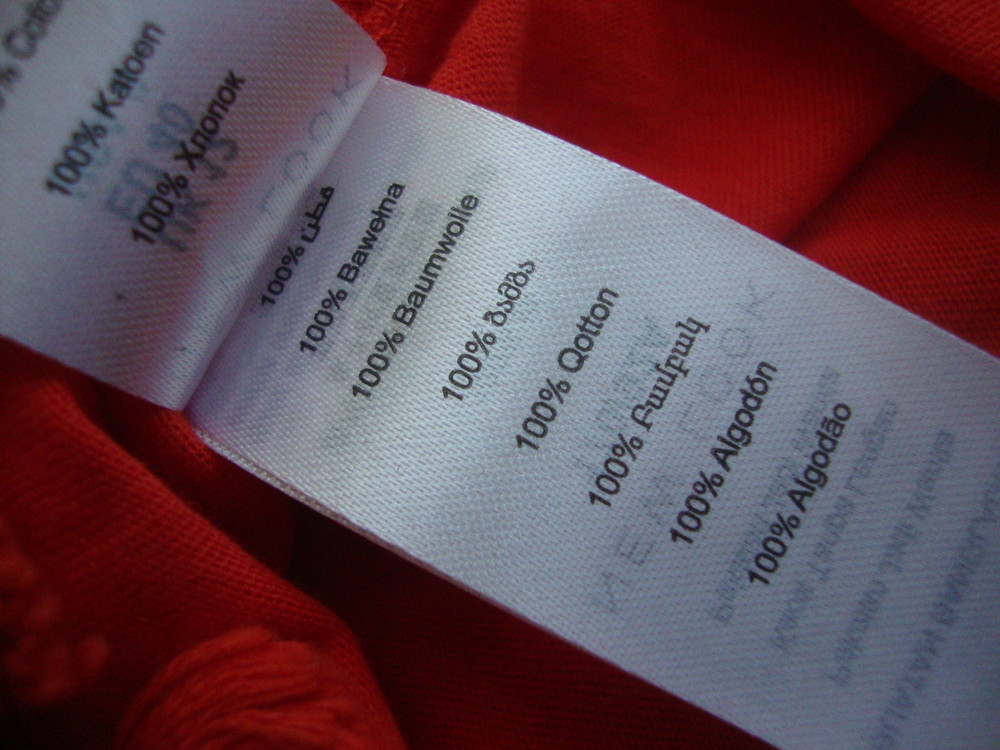 100% Katoen
100% Хлопок
100% قطن
100% Bawełna
100% Baumwolle
100% ბამბა
100% Qotton
100% Բամբակ
100% Algodón
100% Algodão